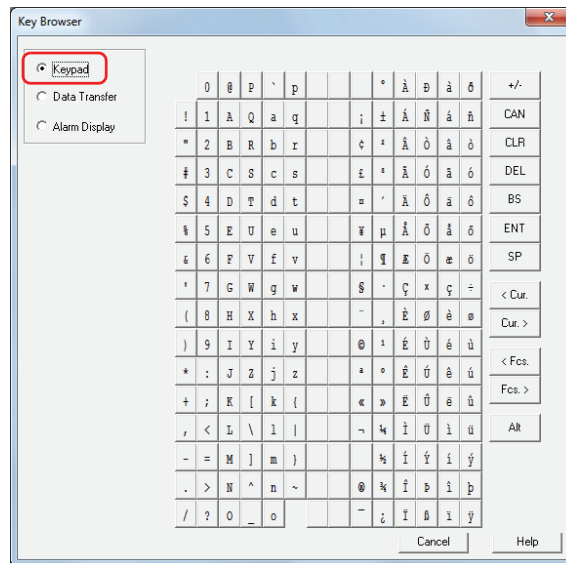 Key Browser
Keypad
Data Transfer
Alarm Display
0 @ P ` p ° À Ð à ð +/-
! 1 A Q a q ¡ ± Á Ñ á ñ CAN
" 2 B R b r ¢ ² Â Ò â ò CLR
# 3 C S c s £ ³ Ã Ó ã ó DEL
$ 4 D T d t ¤ ´ Ä Ô ä ô BS
% 5 E U e u ¥ µ Å Õ å õ ENT
& 6 F V f v ¦ ¶ Æ Ö æ ö SP
' 7 G W g w § · Ç × ç ÷
< Cur.
( 8 H X h x ¨ ¸ È Ø è ø
Cur. >
) 9 I Y i y © ¹ É Ù é ù
< Fcs.
* : J Z j z ª º Ê Ú ê ú
Fcs. >
+ ; K [ k { « » Ë Û ë û
, < L \ l | ¬ ¼ Ì Ü ì ü Alt
- = M ] m } ½ Í Ý í ý
. > N ^ n ~ ® ¾ Î Þ î þ
/ ? O _ o ¯ ¿ Ï ß ï ÿ
Cancel Help